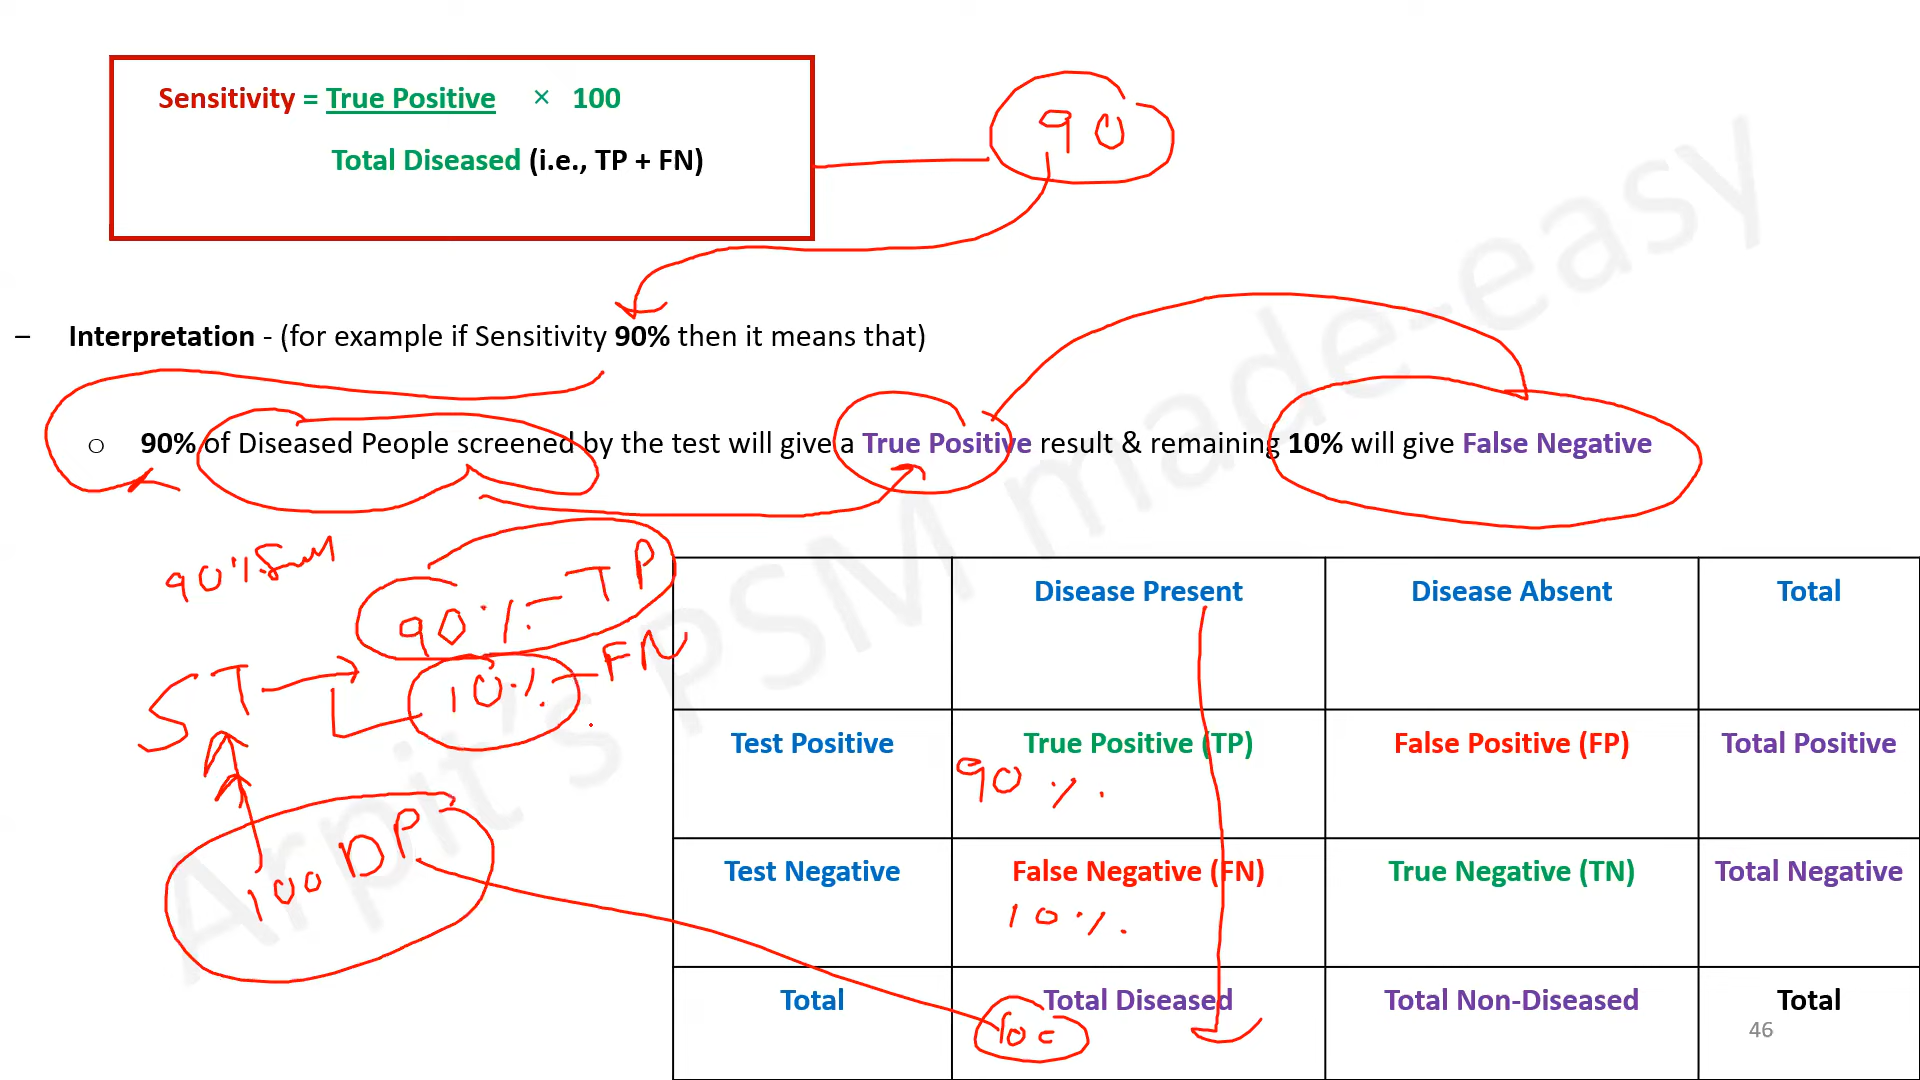 Sensitivity = True Positive × 100
Total Diseased (i.e., TP + FN)
90
– Interpretation - (for example if Sensitivity 90% then it means that)
o 90% of Diseased People screened by the test will give a True Positive result & remaining 10% will give False Negative
90%
90% – TP
ST → 10% – FN
100 DP
Disease Present Disease Absent Total
Test Positive True Positive (TP) False Positive (FP) Total Positive
90 %.
Test Negative False Negative (FN) True Negative (TN) Total Negative
10 %.
Total Total Diseased Total Non-Diseased Total
100
46
Arpit's PSM made-easy